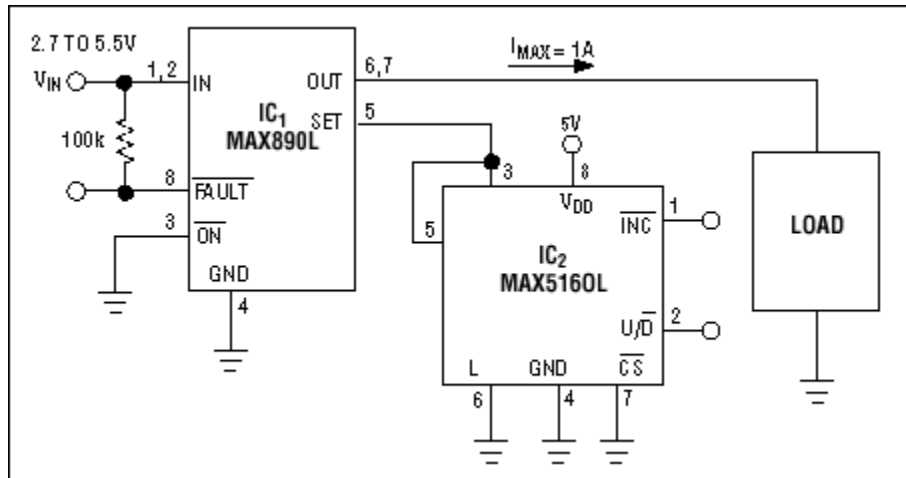 2.7 TO 5.5V
V_IN
1,2
IN
OUT
6,7
I_MAX = 1A
100k
IC1
MAX890L
SET
5
5V
8
FAULT
3
ON
GND
4
3
8
V_DD
5
IC2
MAX516OL
INC
1
U/D
2
L
GND
CS
6
4
7
LOAD